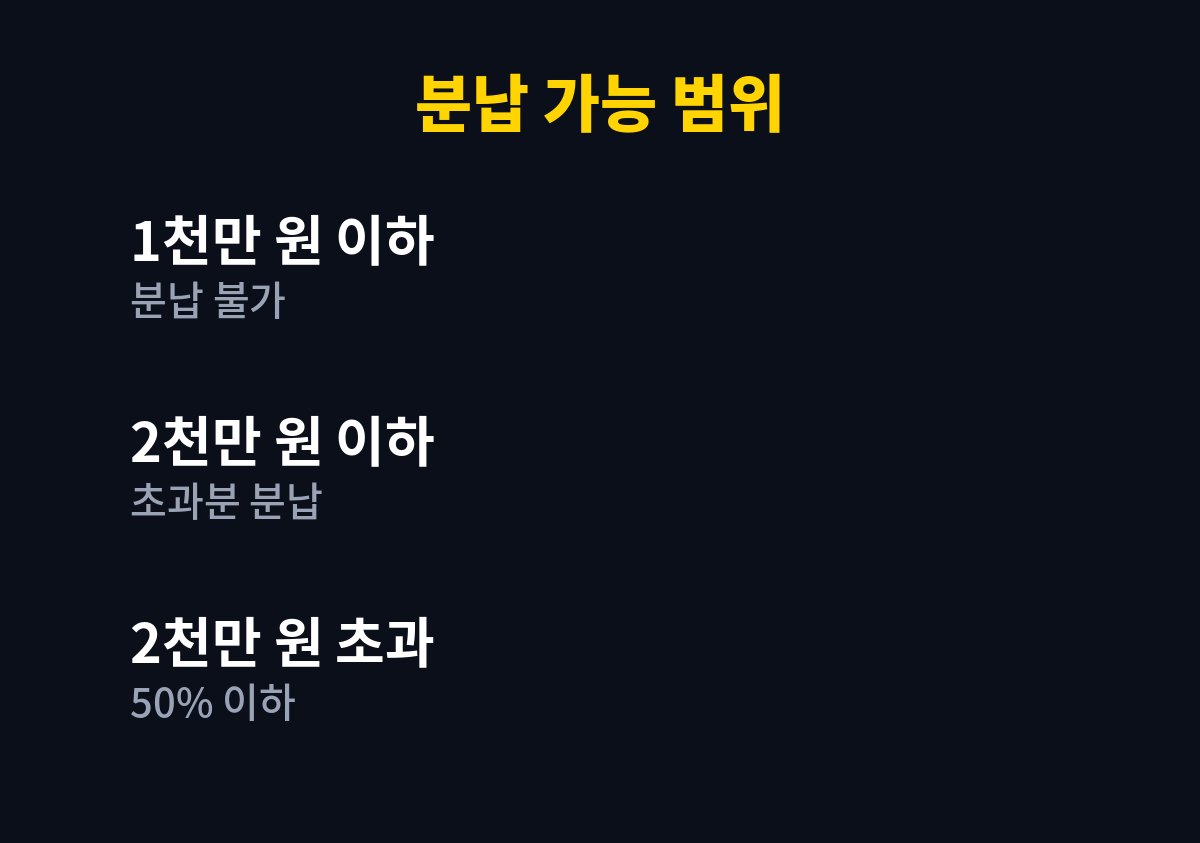 분납 가능 범위
1천만 원 이하
분납 불가
2천만 원 이하
초과분 분납
2천만 원 초과
50% 이하